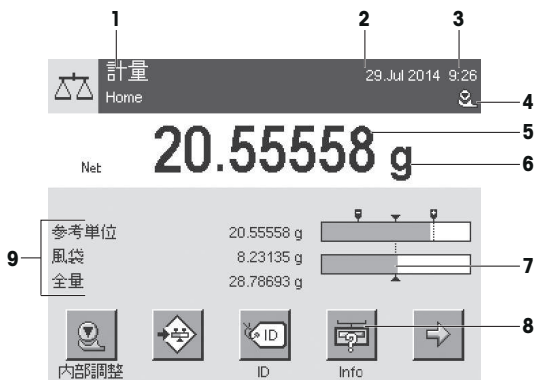 1 2 3
計量 29.Jul 2014 9:26
Home
4
5
Net 20.55558 g
6
参考単位 20.55558 g
9 風袋 8.23135 g 7
全量 28.78693 g
8
ID
内部調整 ID Info